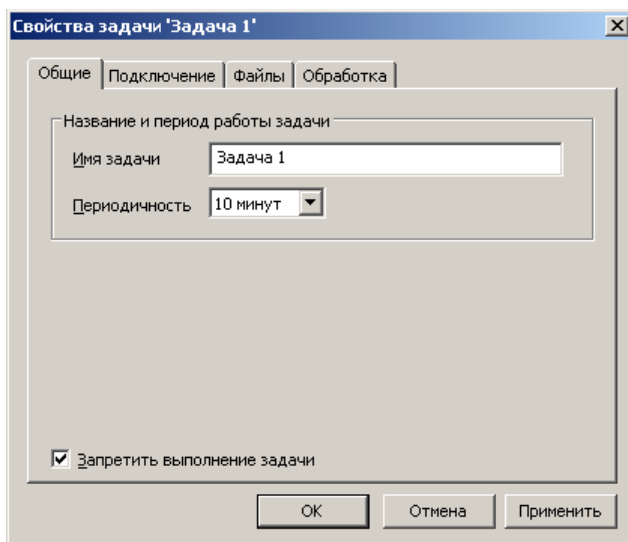 Свойства задачи 'Задача 1'
Общие Подключение Файлы Обработка
Название и период работы задачи
Имя задачи Задача 1
Периодичность 10 минут
Запретить выполнение задачи
ОК Отмена Применить